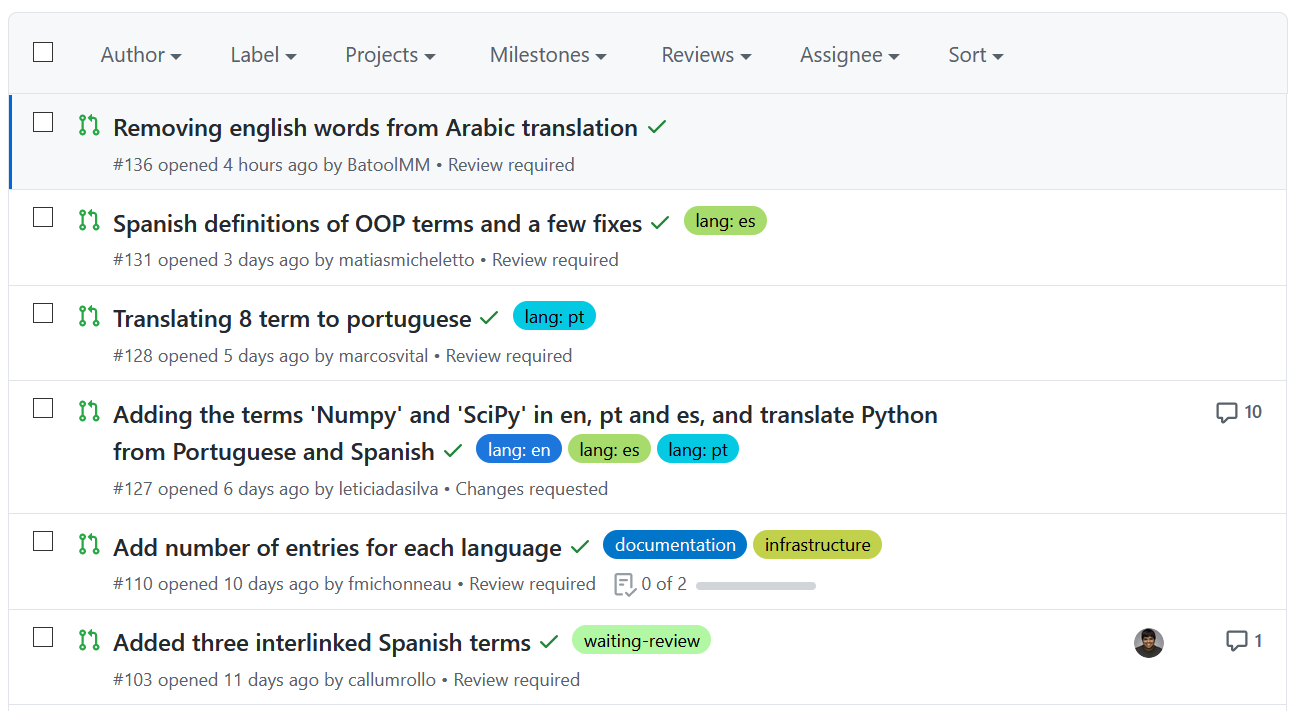 Author Label Projects Milestones Reviews Assignee Sort
Removing english words from Arabic translation
#136 opened 4 hours ago by BatoolMM • Review required
Spanish definitions of OOP terms and a few fixes lang: es
#131 opened 3 days ago by matiasmicheletto • Review required
Translating 8 term to portuguese lang: pt
#128 opened 5 days ago by marcosvital • Review required
Adding the terms 'Numpy' and 'SciPy' in en, pt and es, and translate Python 10
from Portuguese and Spanish lang: en lang: es lang: pt
#127 opened 6 days ago by leticiadasilva • Changes requested
Add number of entries for each language documentation infrastructure
#110 opened 10 days ago by fmichonneau • Review required 0 of 2
Added three interlinked Spanish terms waiting-review 1
#103 opened 11 days ago by callumrollo • Review required